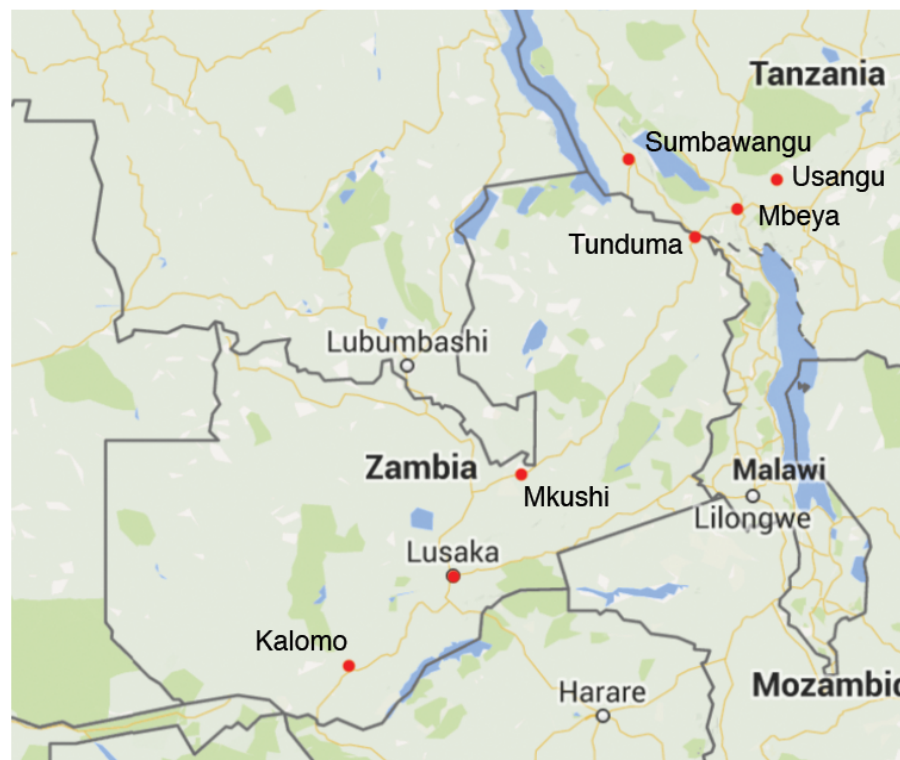 Tanzania
Sumbawangu
Usangu
Mbeya
Tunduma
Lubumbashi
Zambia
Malawi
Mkushi
Lilongwe
Lusaka
Kalomo
Harare
Mozambic